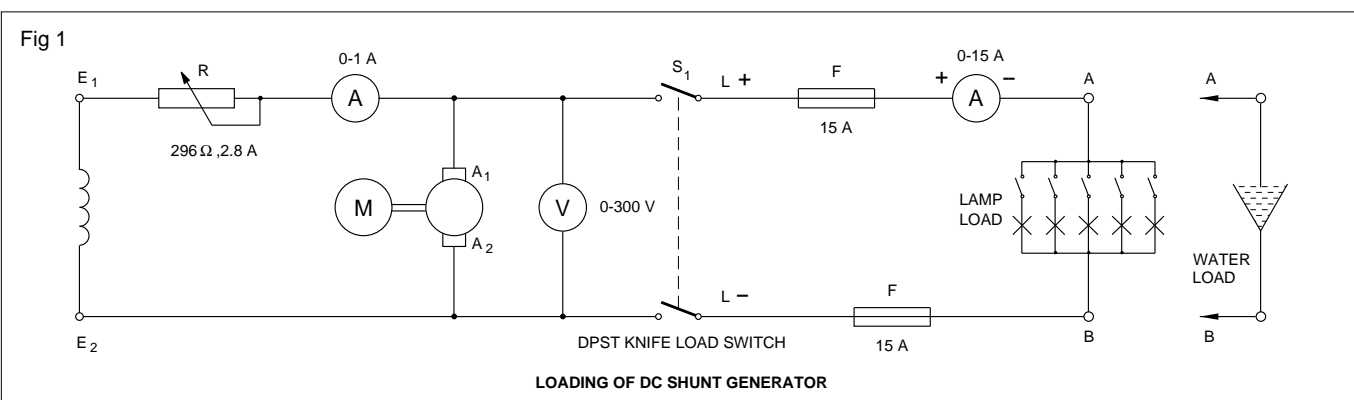 Fig 1
E1
R
296 Ω ,2.8 A
0-1 A
A
M
A1
A2
V
0-300 V
S1
L +
F
15 A
0-15 A
+ A −
A
LAMP
LOAD
A
WATER
LOAD
E2
DPST KNIFE LOAD SWITCH
L −
F
15 A
B
B
LOADING OF DC SHUNT GENERATOR